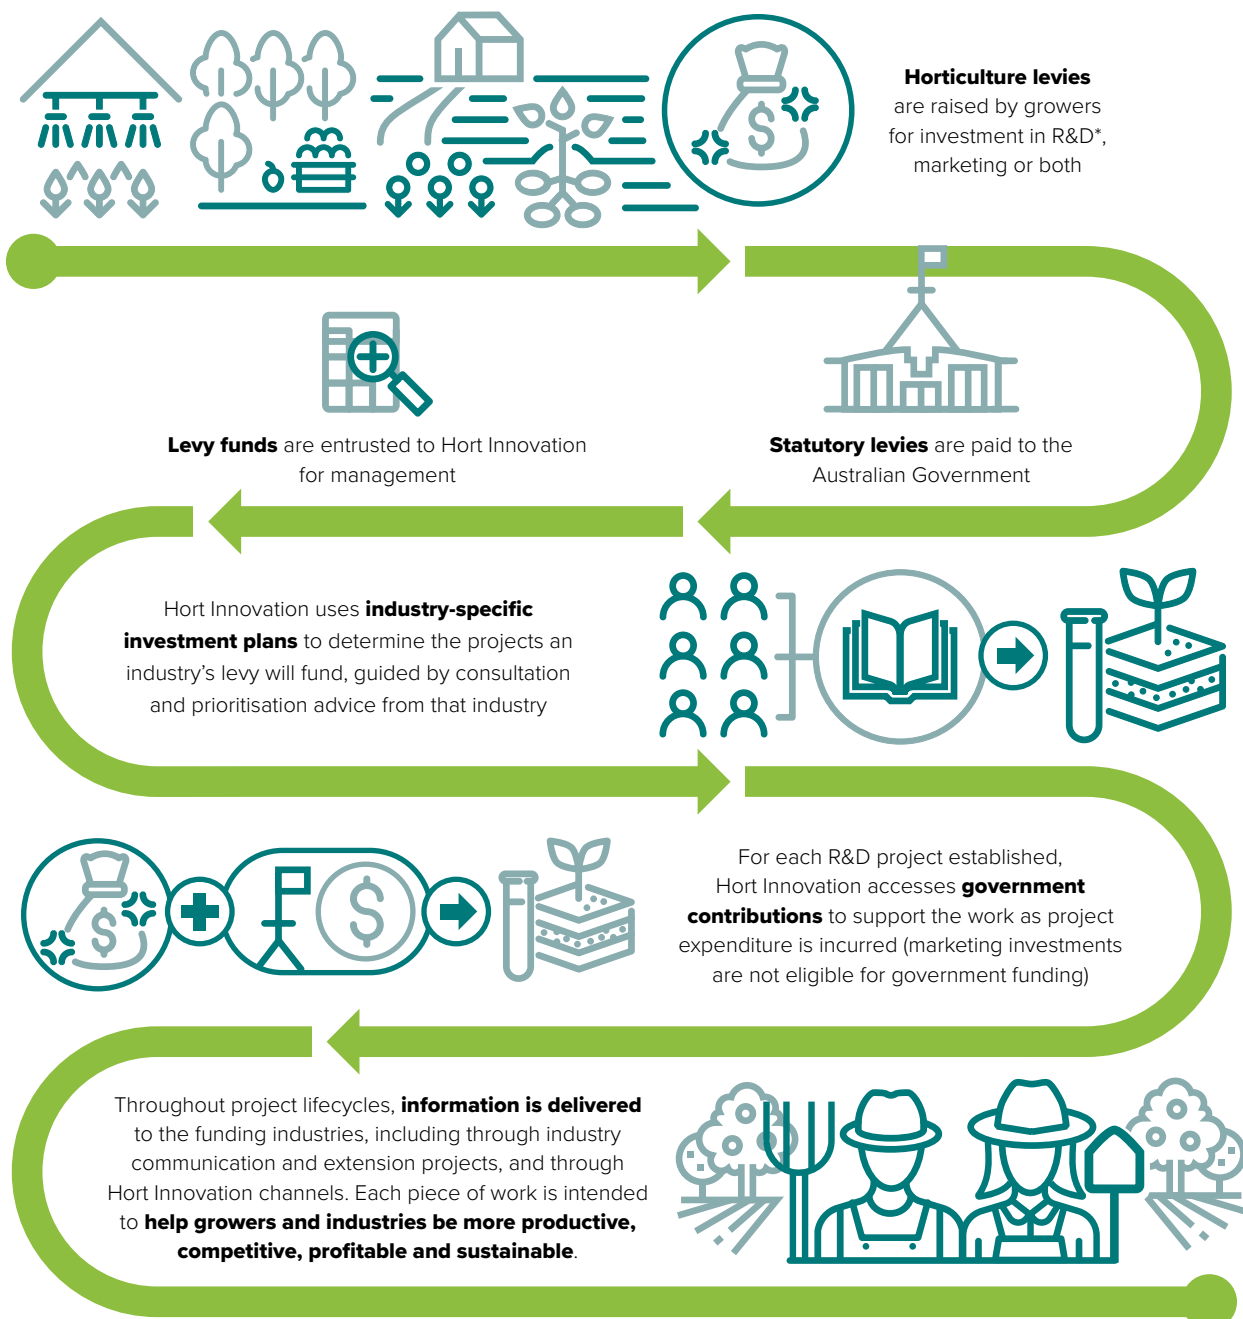 Horticulture levies
are raised by growers
for investment in R&D*,
marketing or both
Statutory levies are paid to the
Australian Government
Levy funds are entrusted to Hort Innovation
for management
Hort Innovation uses industry-specific
investment plans to determine the projects an
industry’s levy will fund, guided by consultation
and prioritisation advice from that industry
For each R&D project established,
Hort Innovation accesses government
contributions to support the work as project
expenditure is incurred (marketing investments
are not eligible for government funding)
Throughout project lifecycles, information is delivered
to the funding industries, including through industry
communication and extension projects, and through
Hort Innovation channels. Each piece of work is intended
to help growers and industries be more productive,
competitive, profitable and sustainable.